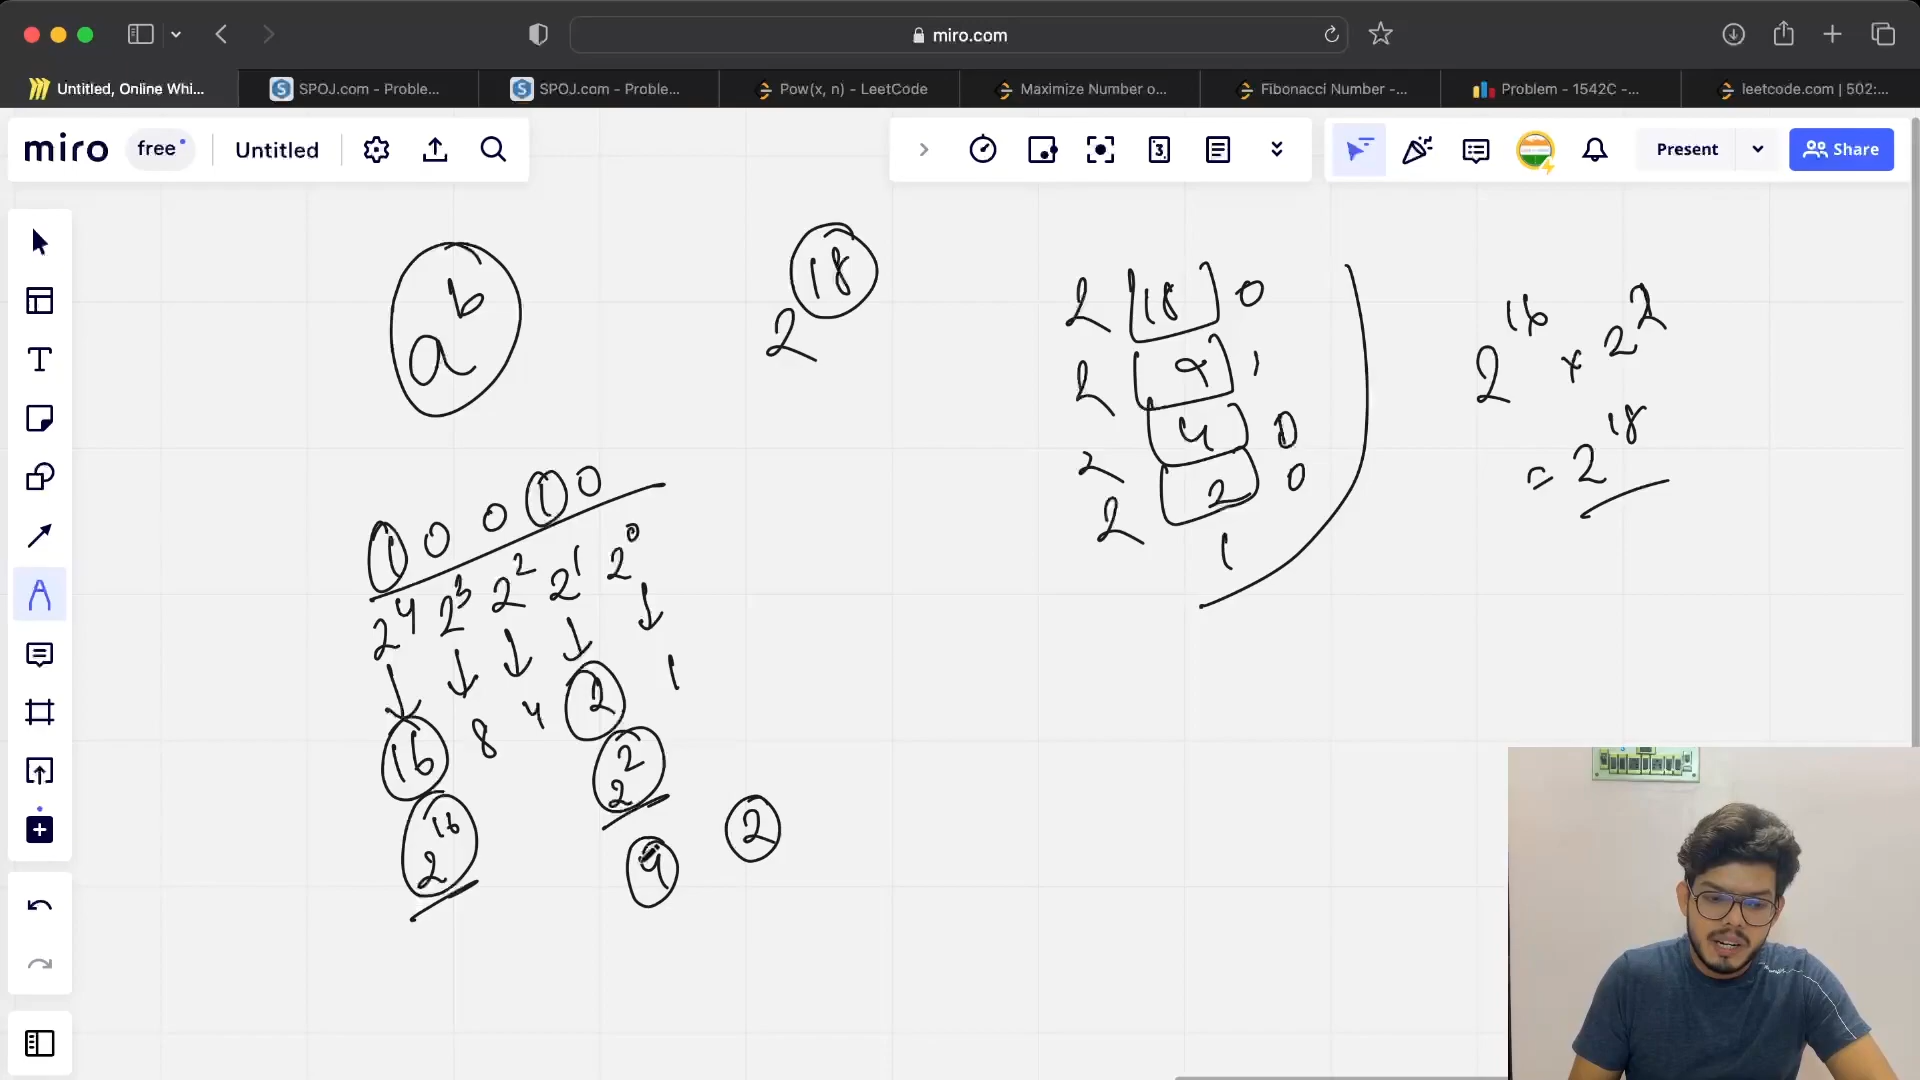 miro.com
Untitled, Online Whi...
SPOJ.com - Proble...
SPOJ.com - Proble...
Pow(x, n) - LeetCode
Maximize Number o...
Fibonacci Number -...
Problem - 1542C -...
leetcode.com | 502:...
miro free Untitled
3
Present
Share
a^b
2^18
2 18 0
2 9 1
2 4 0
2 2 0
1
2^16 × 2^2
= 2^18
1 0 0 1 0
2^4 2^3 2^2 2^1 2^0
16 8 4 2 1
2^16 2^2
4 2